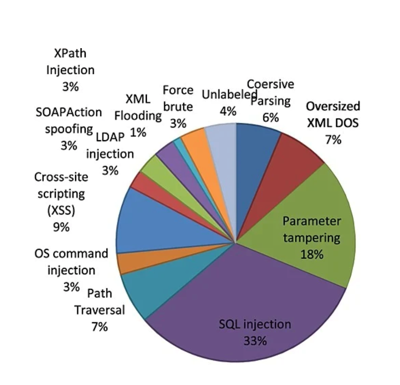 XPath
Injection
3%
SOAPAction
spoofing
3%
XML
Flooding
1%
LDAP
injection
3%
Force
brute
3%
Unlabeled
4%
Coersive
Parsing
6%
Oversized
XML DOS
7%
Cross-site
scripting
(XSS)
9%
Parameter
tampering
18%
OS command
injection
3%
Path
Traversal
7%
SQL injection
33%